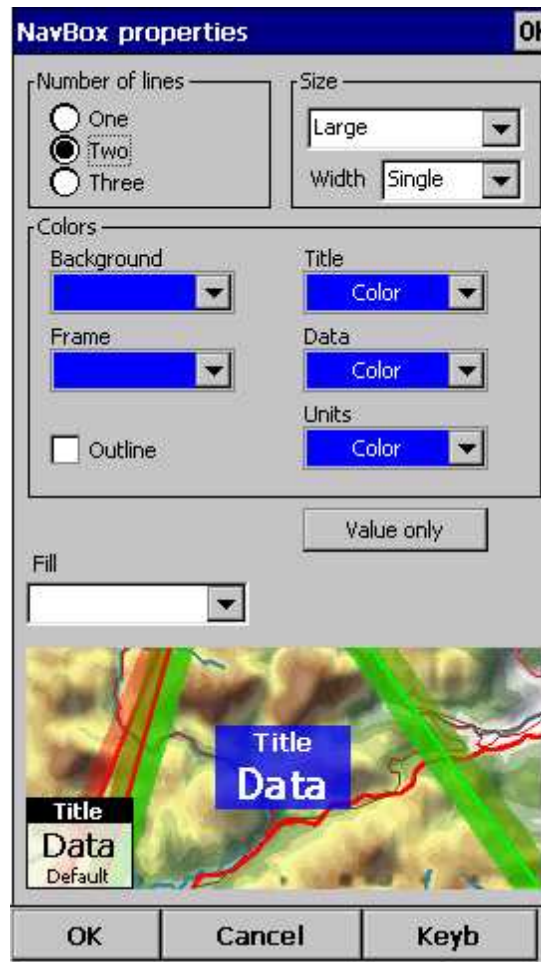 NavBox properties
Number of lines
One
Two
Three
Size
Large
Width Single
Colors
Background
Title
Color
Frame
Data
Color
Outline
Units
Color
Value only
Fill
Title
Data
Title
Data
Default
OK Cancel Keyb